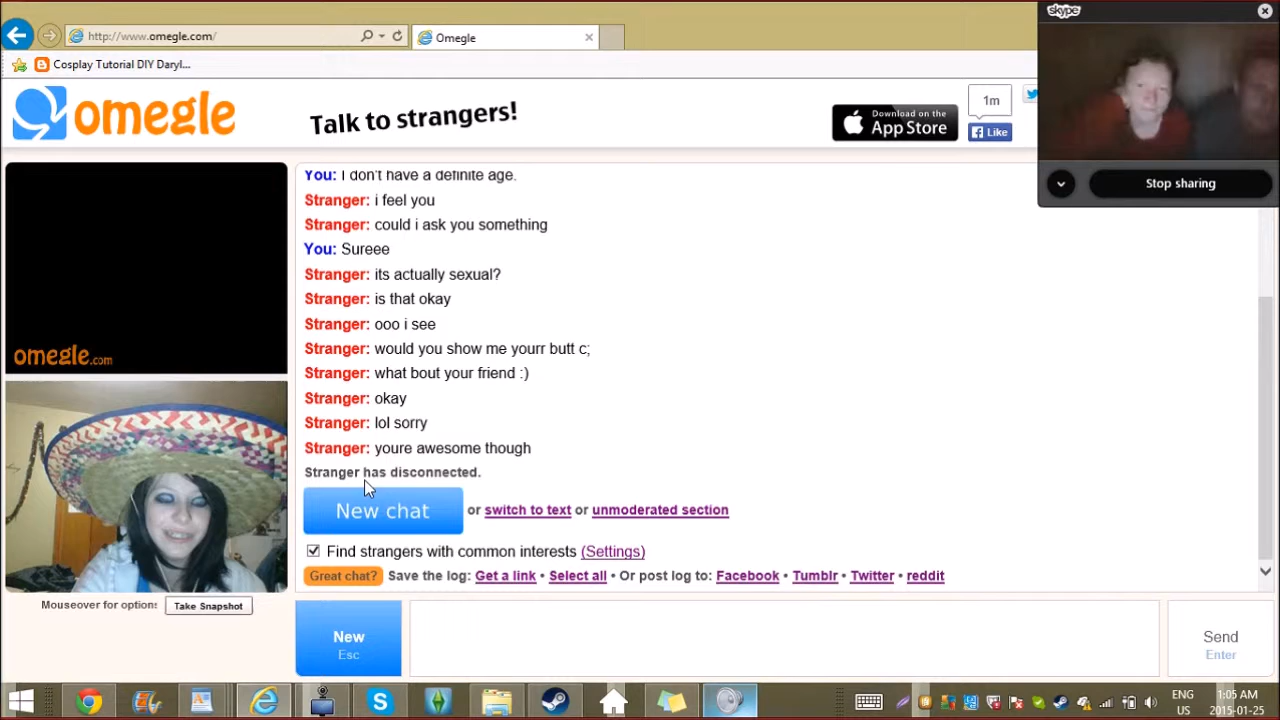 http://www.omegle.com/
Omegle
skype
Cosplay Tutorial DIY Daryl...
omegle
Talk to strangers!
Download on the
App Store
1m
Like
Stop sharing
You: I don't have a definite age.
Stranger: i feel you
Stranger: could i ask you something
You: Sureee
Stranger: its actually sexual?
Stranger: is that okay
Stranger: ooo i see
Stranger: would you show me yourr butt c;
Stranger: what bout your friend :)
Stranger: okay
Stranger: lol sorry
Stranger: youre awesome though
Stranger has disconnected.
omegle.com
New chat or switch to text or unmoderated section
Find strangers with common interests (Settings)
Great chat? Save the log: Get a link • Select all • Or post log to: Facebook • Tumblr • Twitter • reddit
Mouseover for options
Take Snapshot
New
Esc
Send
Enter
ENG
US
1:05 AM
2015-01-25